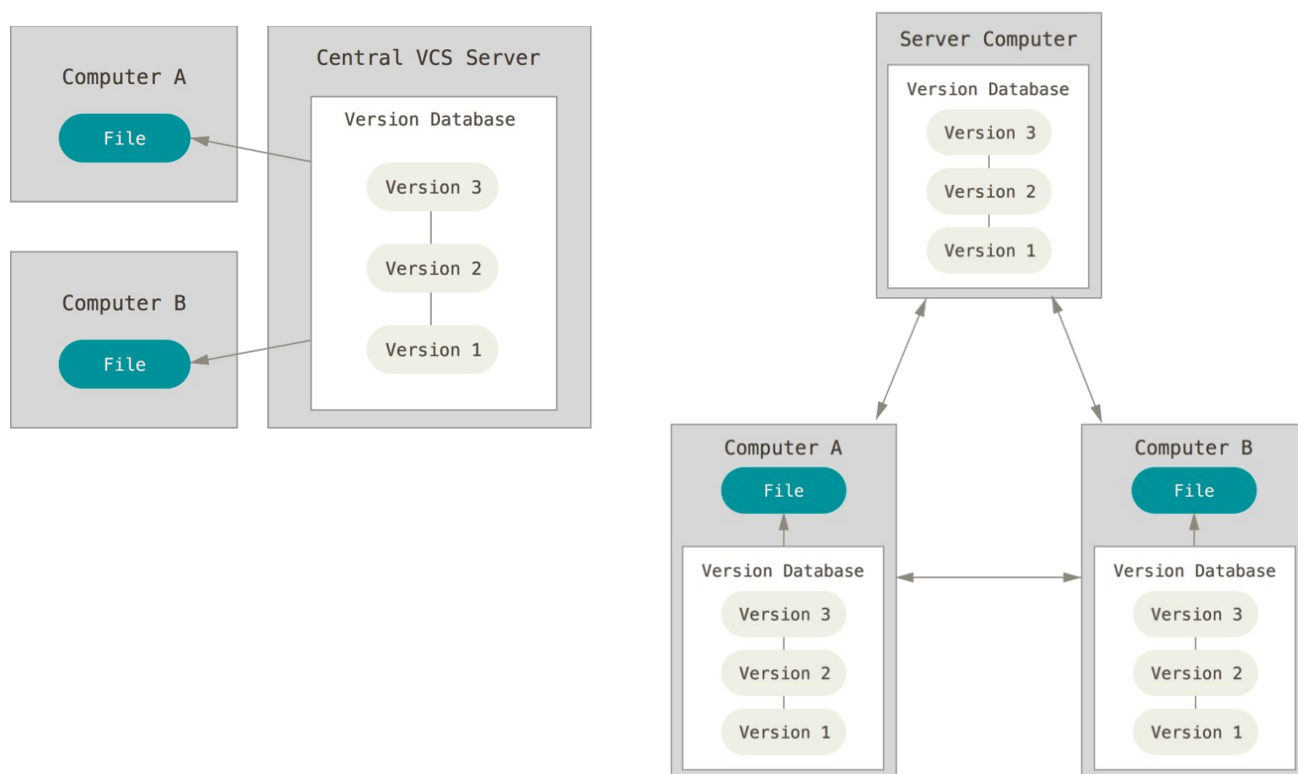 Computer A
File
Computer B
File
Central VCS Server
Version Database
Version 3
Version 2
Version 1
Server Computer
Version Database
Version 3
Version 2
Version 1
Computer A
File
Version Database
Version 3
Version 2
Version 1
Computer B
File
Version Database
Version 3
Version 2
Version 1